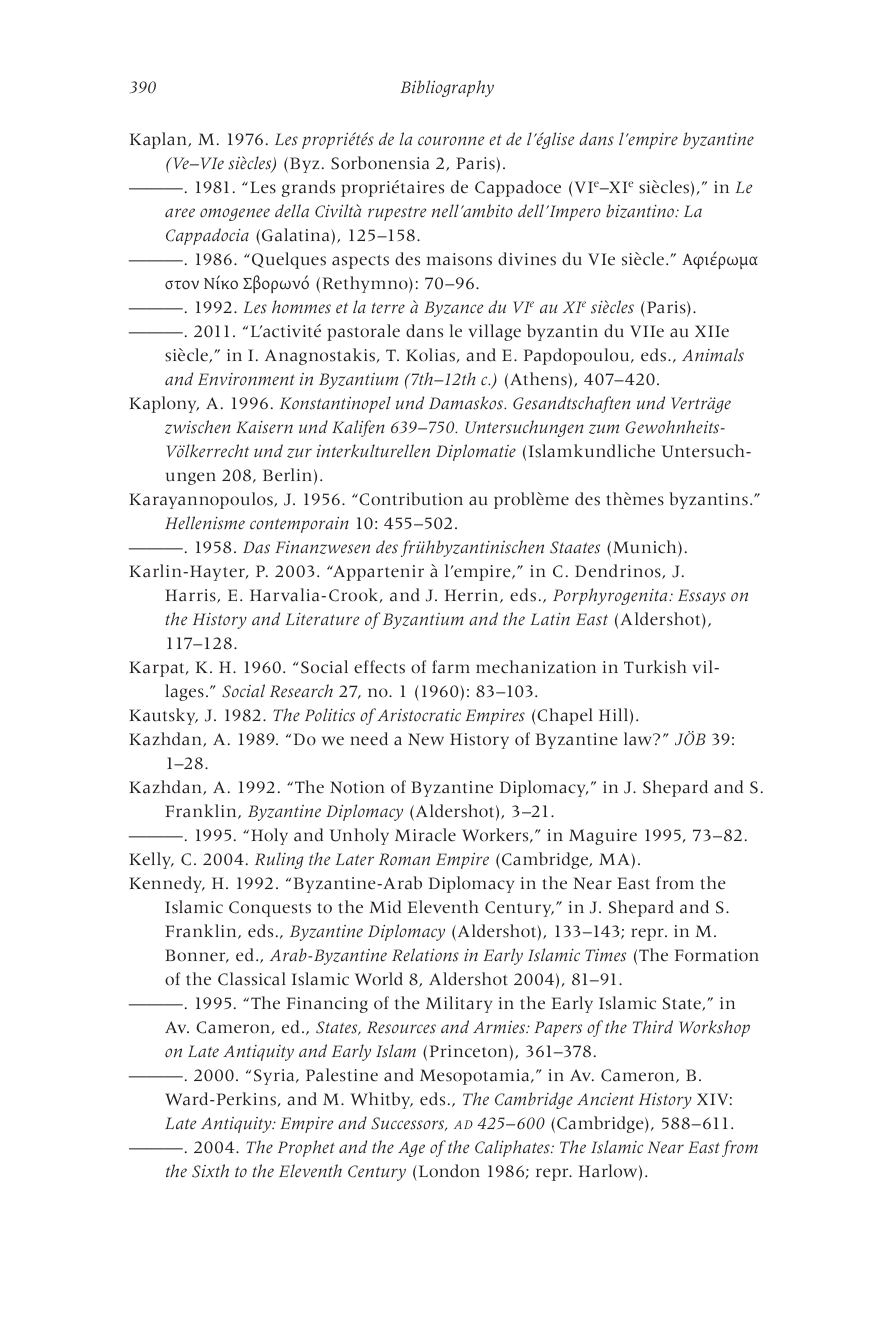 390 Bibliography
Kaplan, M. 1976. Les propriétés de la couronne et de l’église dans l’empire byzantine
(Ve–VIe siècles) (Byz. Sorbonensia 2, Paris).
———. 1981. “Les grands propriétaires de Cappadoce (VIe–XIe siècles),” in Le
aree omogenee della Civiltà rupestre nell’ambito dell’Impero bizantino: La
Cappadocia (Galatina), 125–158.
———. 1986. “Quelques aspects des maisons divines du VIe siècle.” Αφιέρωμα
στον Νίκο Σβορωνό (Rethymno): 70–96.
———. 1992. Les hommes et la terre à Byzance du VIe au XIe siècles (Paris).
———. 2011. “L’activité pastorale dans le village byzantin du VIIe au XIIe
siècle,” in I. Anagnostakis, T. Kolias, and E. Papdopoulou, eds., Animals
and Environment in Byzantium (7th–12th c.) (Athens), 407–420.
Kaplony, A. 1996. Konstantinopel und Damaskos. Gesandtschaften und Verträge
zwischen Kaisern und Kalifen 639–750. Untersuchungen zum Gewohnheits-
Völkerrecht und zur interkulturellen Diplomatie (Islamkundliche Untersuch-
ungen 208, Berlin).
Karayannopoulos, J. 1956. “Contribution au problème des thèmes byzantins.”
Hellenisme contemporain 10: 455–502.
———. 1958. Das Finanzwesen des frühbyzantinischen Staates (Munich).
Karlin-Hayter, P. 2003. “Appartenir à l’empire,” in C. Dendrinos, J.
Harris, E. Harvalia-Crook, and J. Herrin, eds., Porphyrogenita: Essays on
the History and Literature of Byzantium and the Latin East (Aldershot),
117–128.
Karpat, K. H. 1960. “Social effects of farm mechanization in Turkish vil-
lages.” Social Research 27, no. 1 (1960): 83–103.
Kautsky, J. 1982. The Politics of Aristocratic Empires (Chapel Hill).
Kazhdan, A. 1989. “Do we need a New History of Byzantine law?” JÖB 39:
1–28.
Kazhdan, A. 1992. “The Notion of Byzantine Diplomacy,” in J. Shepard and S.
Franklin, Byzantine Diplomacy (Aldershot), 3–21.
———. 1995. “Holy and Unholy Miracle Workers,” in Maguire 1995, 73–82.
Kelly, C. 2004. Ruling the Later Roman Empire (Cambridge, MA).
Kennedy, H. 1992. “Byzantine-Arab Diplomacy in the Near East from the
Islamic Conquests to the Mid Eleventh Century,” in J. Shepard and S.
Franklin, eds., Byzantine Diplomacy (Aldershot), 133–143; repr. in M.
Bonner, ed., Arab-Byzantine Relations in Early Islamic Times (The Formation
of the Classical Islamic World 8, Aldershot 2004), 81–91.
———. 1995. “The Financing of the Military in the Early Islamic State,” in
Av. Cameron, ed., States, Resources and Armies: Papers of the Third Workshop
on Late Antiquity and Early Islam (Princeton), 361–378.
———. 2000. “Syria, Palestine and Mesopotamia,” in Av. Cameron, B.
Ward-Perkins, and M. Whitby, eds., The Cambridge Ancient History XIV:
Late Antiquity: Empire and Successors, AD 425–600 (Cambridge), 588–611.
———. 2004. The Prophet and the Age of the Caliphates: The Islamic Near East from
the Sixth to the Eleventh Century (London 1986; repr. Harlow).